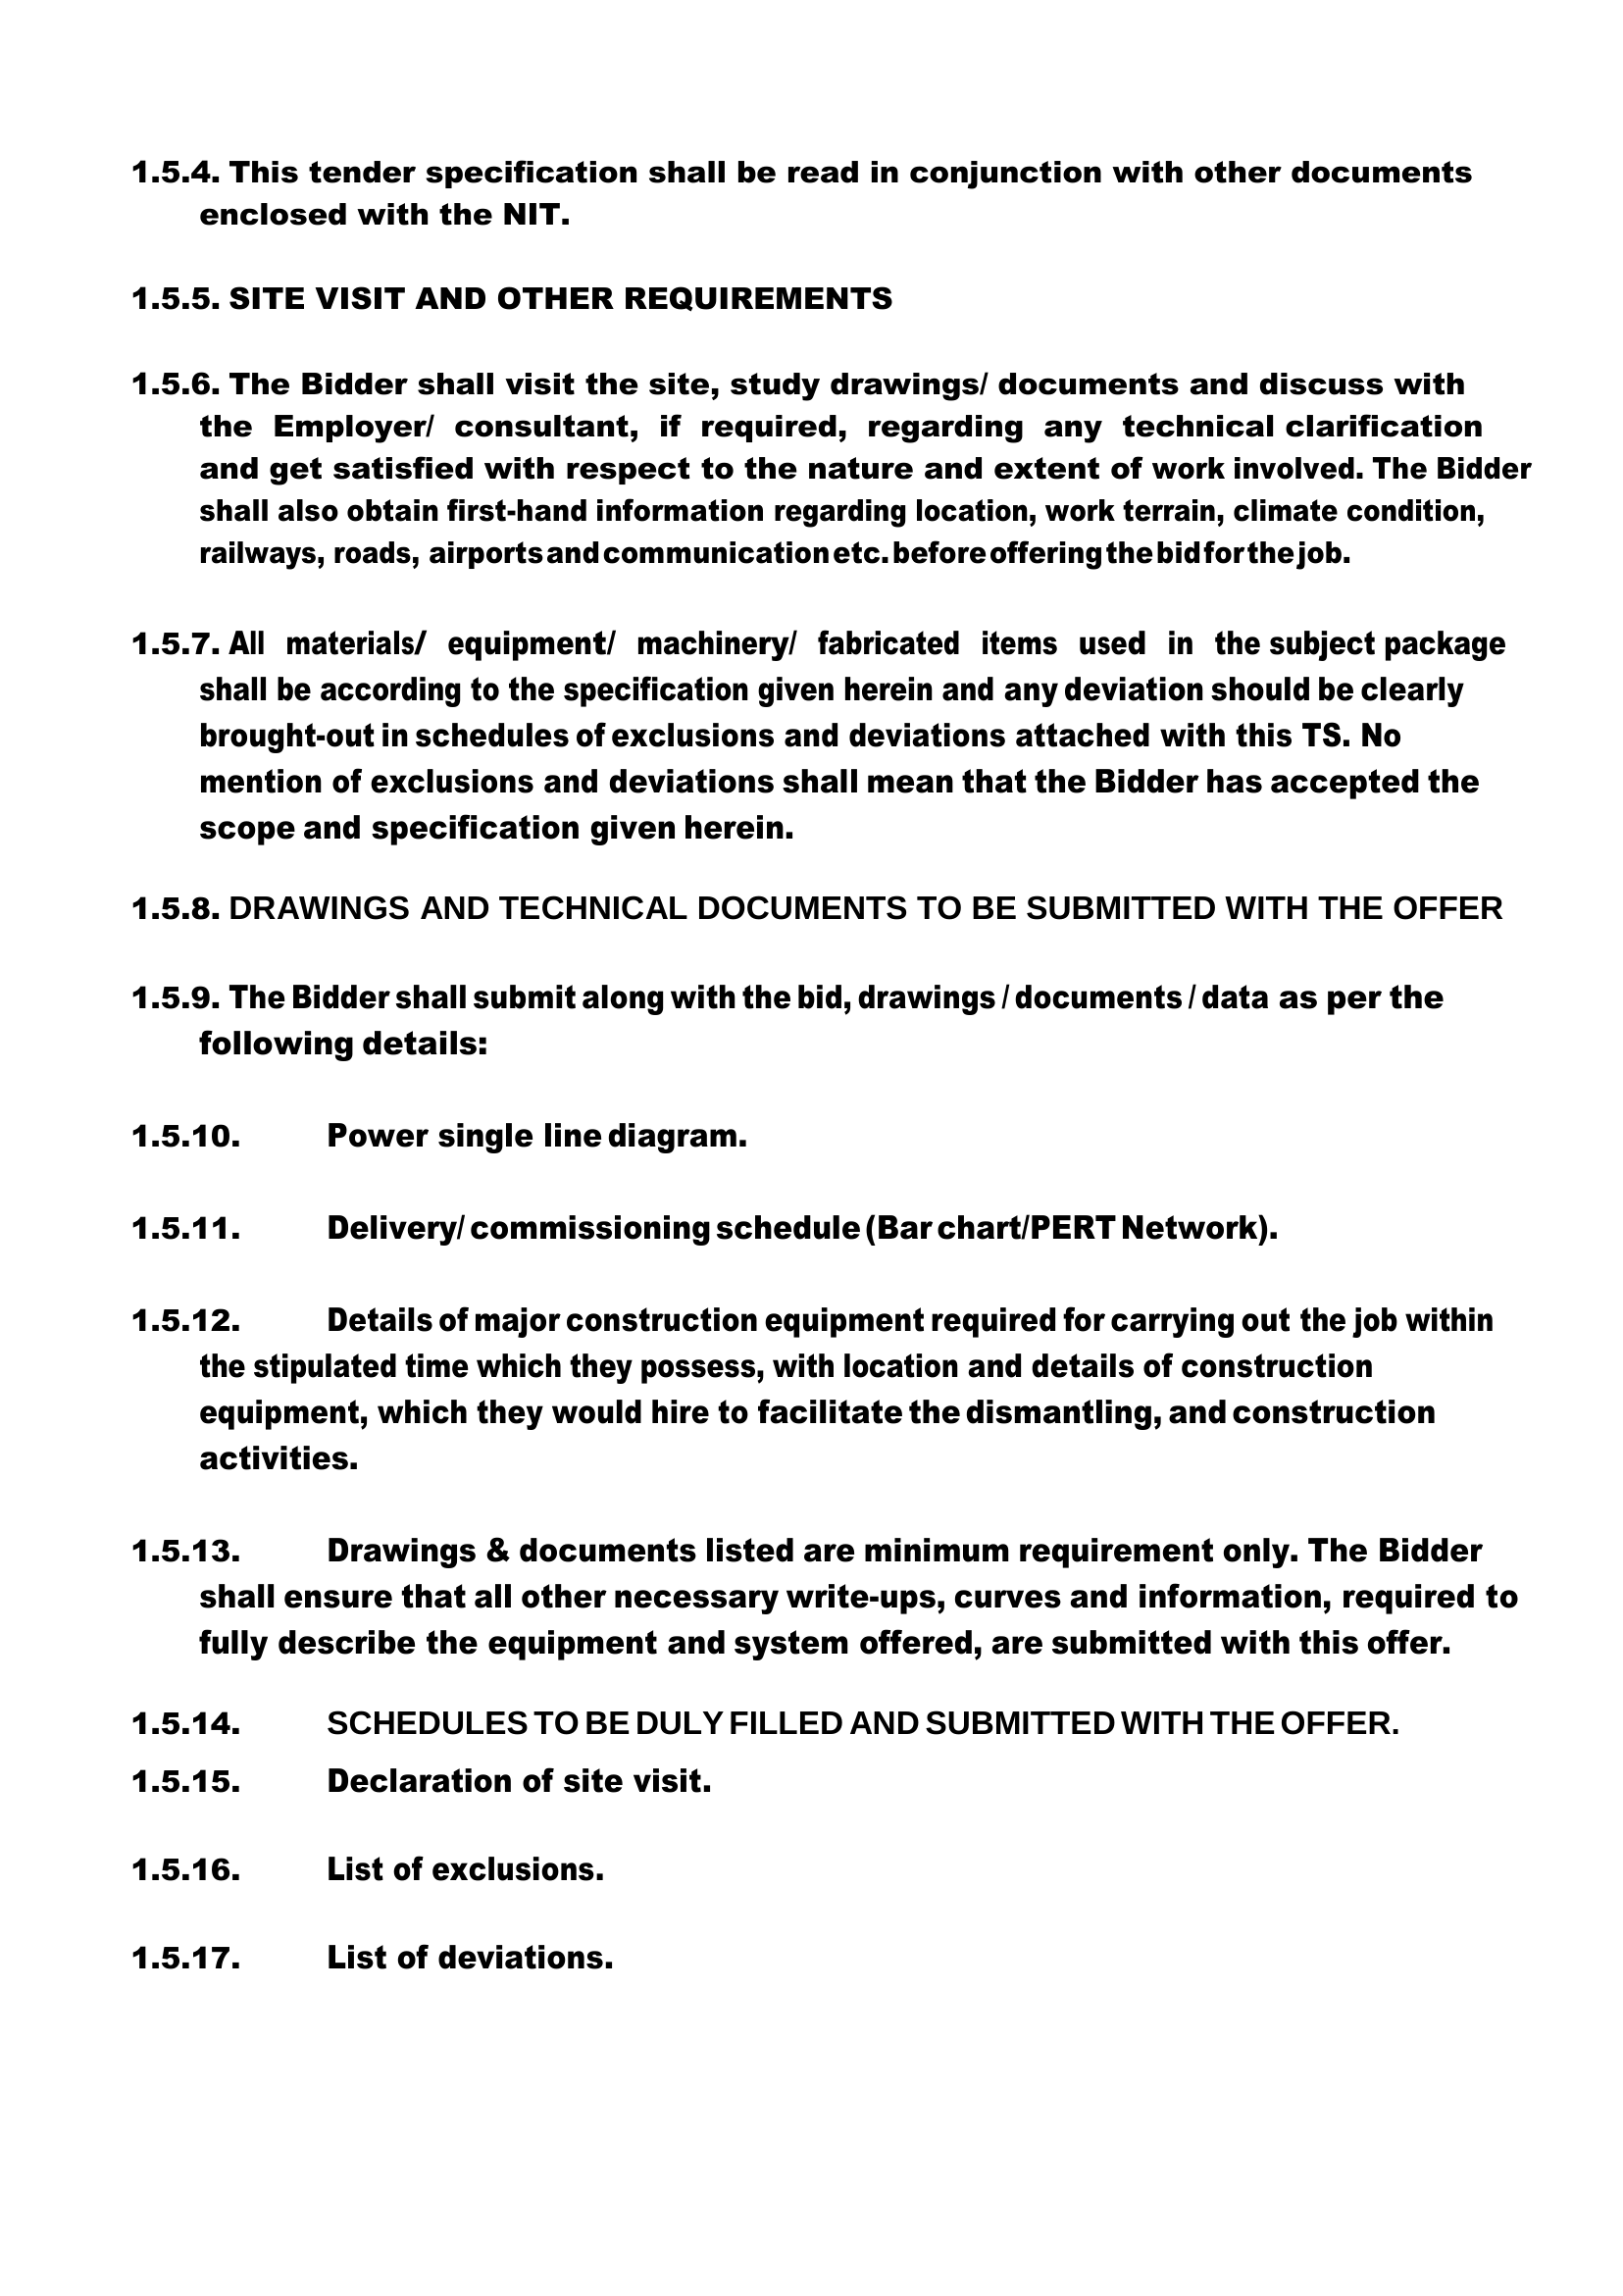 1.5.4. This tender specification shall be read in conjunction with other documents
enclosed with the NIT.
1.5.5. SITE VISIT AND OTHER REQUIREMENTS
1.5.6. The Bidder shall visit the site, study drawings/ documents and discuss with
the Employer/ consultant, if required, regarding any technical clarification
and get satisfied with respect to the nature and extent of work involved. The Bidder
shall also obtain first-hand information regarding location, work terrain, climate condition,
railways, roads, airports and communication etc. before offering the bid for the job.
1.5.7. All materials/ equipment/ machinery/ fabricated items used in the subject package
shall be according to the specification given herein and any deviation should be clearly
brought-out in schedules of exclusions and deviations attached with this TS. No
mention of exclusions and deviations shall mean that the Bidder has accepted the
scope and specification given herein.
1.5.8. DRAWINGS AND TECHNICAL DOCUMENTS TO BE SUBMITTED WITH THE OFFER
1.5.9. The Bidder shall submit along with the bid, drawings / documents / data as per the
following details:
1.5.10. Power single line diagram.
1.5.11. Delivery/ commissioning schedule (Bar chart/PERT Network).
1.5.12. Details of major construction equipment required for carrying out the job within
the stipulated time which they possess, with location and details of construction
equipment, which they would hire to facilitate the dismantling, and construction
activities.
1.5.13. Drawings & documents listed are minimum requirement only. The Bidder
shall ensure that all other necessary write-ups, curves and information, required to
fully describe the equipment and system offered, are submitted with this offer.
1.5.14. SCHEDULES TO BE DULY FILLED AND SUBMITTED WITH THE OFFER.
1.5.15. Declaration of site visit.
1.5.16. List of exclusions.
1.5.17. List of deviations.